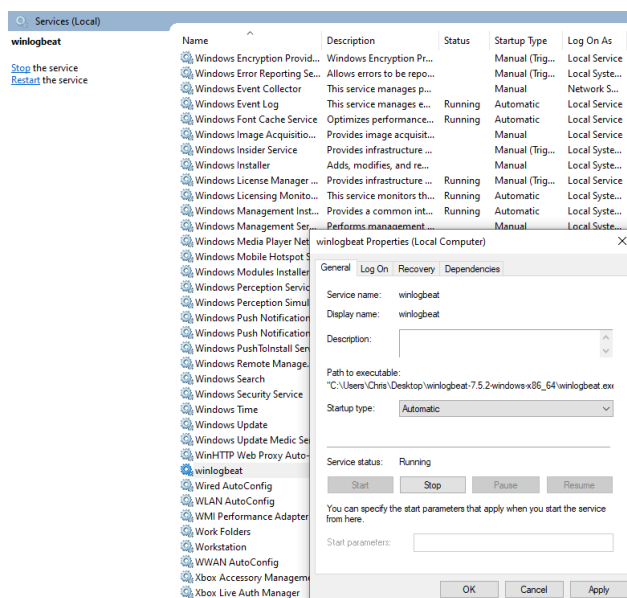 Services (Local)
winlogbeat
Stop the service
Restart the service
Name Description Status Startup Type Log On As
Windows Encryption Provid... Windows Encryption Pr... Manual (Trig... Local Service
Windows Error Reporting Se... Allows errors to be repo... Manual (Trig... Local Syste...
Windows Event Collector This service manages p... Manual Network S...
Windows Event Log This service manages e... Running Automatic Local Service
Windows Font Cache Service Optimizes performance... Running Automatic Local Service
Windows Image Acquisitio... Provides image acquisit... Manual Local Service
Windows Insider Service Provides infrastructure ... Manual (Trig... Local Syste...
Windows Installer Adds, modifies, and re... Manual Local Syste...
Windows License Manager ... Provides infrastructure ... Running Manual (Trig... Local Service
Windows Licensing Monito... This service monitors th... Running Automatic Local Syste...
Windows Management Inst... Provides a common int... Running Automatic Local Syste...
Windows Management Ser... Performs management ... Manual Local Syste...
Windows Media Player Net
Windows Mobile Hotspot S
Windows Modules Installer
Windows Perception Servic
Windows Perception Simul
Windows Push Notification
Windows Push Notification
Windows PushToInstall Serv
Windows Remote Manage.
Windows Search
Windows Security Service
Windows Time
Windows Update
Windows Update Medic Se
WinHTTP Web Proxy Auto-
winlogbeat
Wired AutoConfig
WLAN AutoConfig
WMI Performance Adapter
Work Folders
Workstation
WWAN AutoConfig
Xbox Accessory Manageme
Xbox Live Auth Manager
winlogbeat Properties (Local Computer)
General Log On Recovery Dependencies
Service name: winlogbeat
Display name: winlogbeat
Description:
Path to executable:
"C:\Users\Chris\Desktop\winlogbeat-7.5.2-windows-x86_64\winlogbeat.exe
Startup type: Automatic
Service status: Running
Start Stop Pause Resume
You can specify the start parameters that apply when you start the service
from here.
Start parameters:
OK Cancel Apply